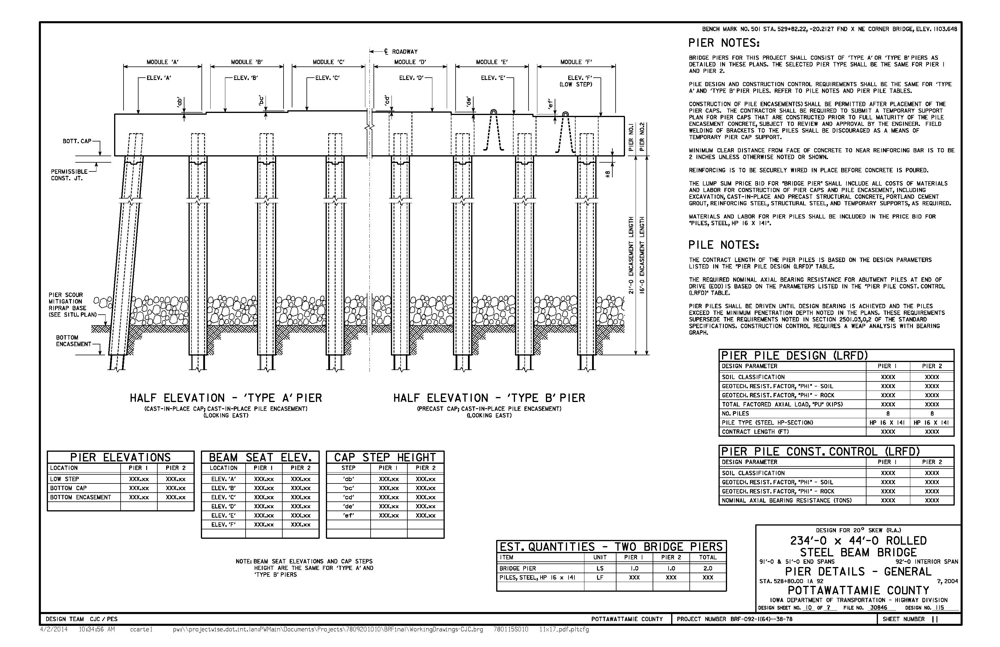 BENCH MARK NO. 501 STA. 529+82.22, -20.2127 FND X NE CORNER BRIDGE, ELEV. 1103.648
℄ ROADWAY
MODULE 'A'
MODULE 'B'
MODULE 'C'
MODULE 'D'
MODULE 'E'
MODULE 'F'
ELEV. 'A'
ELEV. 'B'
ELEV. 'C'
ELEV. 'D'
ELEV. 'E'
ELEV. 'F'
(LOW STEP)
'ab'
'bc'
'cd'
'de'
'ef'
BOTT. CAP
PERMISSIBLE
CONST. JT.
±8
PIER NO.1
PIER NO.2
21'-0 ENCASEMENT LENGTH
16'-0 ENCASEMENT LENGTH
PIER SCOUR
MITIGATION
RIPRAP BASE
(SEE SITU. PLAN)
BOTTOM
ENCASEMENT
HALF ELEVATION - 'TYPE A' PIER
(CAST-IN-PLACE CAP; CAST-IN-PLACE PILE ENCASEMENT)
(LOOKING EAST)
HALF ELEVATION - 'TYPE B' PIER
(PRECAST CAP; CAST-IN-PLACE PILE ENCASEMENT)
(LOOKING EAST)
PIER NOTES:
BRIDGE PIERS FOR THIS PROJECT SHALL CONSIST OF 'TYPE A' OR 'TYPE B' PIERS AS
DETAILED IN THESE PLANS. THE SELECTED PIER TYPE SHALL BE THE SAME FOR PIER 1
AND PIER 2.
PILE DESIGN AND CONSTRUCTION CONTROL REQUIREMENTS SHALL BE THE SAME FOR 'TYPE
A' AND 'TYPE B' PIER PILES. REFER TO PILE NOTES AND PIER PILE TABLES.
CONSTRUCTION OF PILE ENCASEMENT(S) SHALL BE PERMITTED AFTER PLACEMENT OF THE
PIER CAPS. THE CONTRACTOR SHALL BE REQUIRED TO SUBMIT A TEMPORARY SUPPORT
PLAN FOR PIER CAPS THAT ARE CONSTRUCTED PRIOR TO FULL MATURITY OF THE PILE
ENCASEMENT CONCRETE, SUBJECT TO REVIEW AND APPROVAL BY THE ENGINEER. FIELD
WELDING OF BRACKETS TO THE PILES SHALL BE DISCOURAGED AS A MEANS OF
TEMPORARY PIER CAP SUPPORT.
MINIMUM CLEAR DISTANCE FROM FACE OF CONCRETE TO NEAR REINFORCING BAR IS TO BE
2 INCHES UNLESS OTHERWISE NOTED OR SHOWN.
REINFORCING IS TO BE SECURELY WIRED IN PLACE BEFORE CONCRETE IS POURED.
THE LUMP SUM PRICE BID FOR "BRIDGE PIER" SHALL INCLUDE ALL COSTS OF MATERIALS
AND LABOR FOR CONSTRUCTION OF PIER CAPS AND PILE ENCASEMENT, INCLUDING
EXCAVATION, CAST-IN-PLACE AND PRECAST STRUCTURAL CONCRETE, PORTLAND CEMENT
GROUT, REINFORCING STEEL, STRUCTURAL STEEL, AND TEMPORARY SUPPORTS, AS REQUIRED.
MATERIALS AND LABOR FOR PIER PILES SHALL BE INCLUDED IN THE PRICE BID FOR
"PILES, STEEL, HP 16 X 141".
PILE NOTES:
THE CONTRACT LENGTH OF THE PIER PILES IS BASED ON THE DESIGN PARAMETERS
LISTED IN THE "PIER PILE DESIGN (LRFD)" TABLE.
THE REQUIRED NOMINAL AXIAL BEARING RESISTANCE FOR ABUTMENT PILES AT END OF
DRIVE (EOD) IS BASED ON THE PARAMETERS LISTED IN THE "PIER PILE CONST. CONTROL
(LRFD)" TABLE.
PIER PILES SHALL BE DRIVEN UNTIL DESIGN BEARING IS ACHIEVED AND THE PILES
EXCEED THE MINIMUM PENETRATION DEPTH NOTED IN THE PLANS. THESE REQUIREMENTS
SUPERSEDE THE REQUIREMENTS NOTED IN SECTION 2501.03,O,2 OF THE STANDARD
SPECIFICATIONS. CONSTRUCTION CONTROL REQUIRES A WEAP ANALYSIS WITH BEARING
GRAPH.
PIER PILE DESIGN (LRFD)
DESIGN PARAMETER PIER 1 PIER 2
SOIL CLASSIFICATION XXXX XXXX
GEOTECH. RESIST. FACTOR, "PHI" - SOIL XXXX XXXX
GEOTECH. RESIST. FACTOR, "PHI" - ROCK XXXX XXXX
TOTAL FACTORED AXIAL LOAD, "PU" (KIPS) XXXX XXXX
NO. PILES 8 8
PILE TYPE (STEEL HP-SECTION) HP 16 X 141 HP 16 X 141
CONTRACT LENGTH (FT) XXXX XXXX
PIER PILE CONST. CONTROL (LRFD)
DESIGN PARAMETER PIER 1 PIER 2
SOIL CLASSIFICATION XXXX XXXX
GEOTECH. RESIST. FACTOR, "PHI" - SOIL XXXX XXXX
GEOTECH. RESIST. FACTOR, "PHI" - ROCK XXXX XXXX
NOMINAL AXIAL BEARING RESISTANCE (TONS) XXXX XXXX
PIER ELEVATIONS
LOCATION PIER 1 PIER 2
LOW STEP XXX.xx XXX.xx
BOTTOM CAP XXX.xx XXX.xx
BOTTOM ENCASEMENT XXX.xx XXX.xx
BEAM SEAT ELEV.
LOCATION PIER 1 PIER 2
ELEV. 'A' XXX.xx XXX.xx
ELEV. 'B' XXX.xx XXX.xx
ELEV. 'C' XXX.xx XXX.xx
ELEV. 'D' XXX.xx XXX.xx
ELEV. 'E' XXX.xx XXX.xx
ELEV. 'F' XXX.xx XXX.xx
CAP STEP HEIGHT
STEP PIER 1 PIER 2
'ab' XXX.xx XXX.xx
'bc' XXX.xx XXX.xx
'cd' XXX.xx XXX.xx
'de' XXX.xx XXX.xx
'ef' XXX.xx XXX.xx
NOTE: BEAM SEAT ELEVATIONS AND CAP STEPS
HEIGHT ARE THE SAME FOR 'TYPE A' AND
'TYPE B' PIERS
EST. QUANTITIES - TWO BRIDGE PIERS
ITEM UNIT PIER 1 PIER 2 TOTAL
BRIDGE PIER LS 1.0 1.0 2.0
PILES, STEEL, HP 16 x 141 LF XXX XXX XXX
DESIGN FOR 20° SKEW (R.A.)
234'-0 x 44'-0 ROLLED
STEEL BEAM BRIDGE
91'-0 & 51'-0 END SPANS 92'-0 INTERIOR SPAN
PIER DETAILS - GENERAL
STA. 528+80.00 IA 92 ?, 2004
POTTAWATTAMIE COUNTY
IOWA DEPARTMENT OF TRANSPORTATION - HIGHWAY DIVISION
DESIGN SHEET NO. 10 OF ? FILE NO. 30846 DESIGN NO. 115
DESIGN TEAM CJC / PES POTTAWATTAMIE COUNTY PROJECT NUMBER BRF-092-1(64)--38-78 SHEET NUMBER 11
4/2/2014 10:34:56 AM ccarte1 pw:\\projectwise.dot.int.lan:PWMain\Documents\Projects\7809201010\BRFinal\WorkingDrawings-CJC.brg 780115S010 11x17_pdf.pltcfg